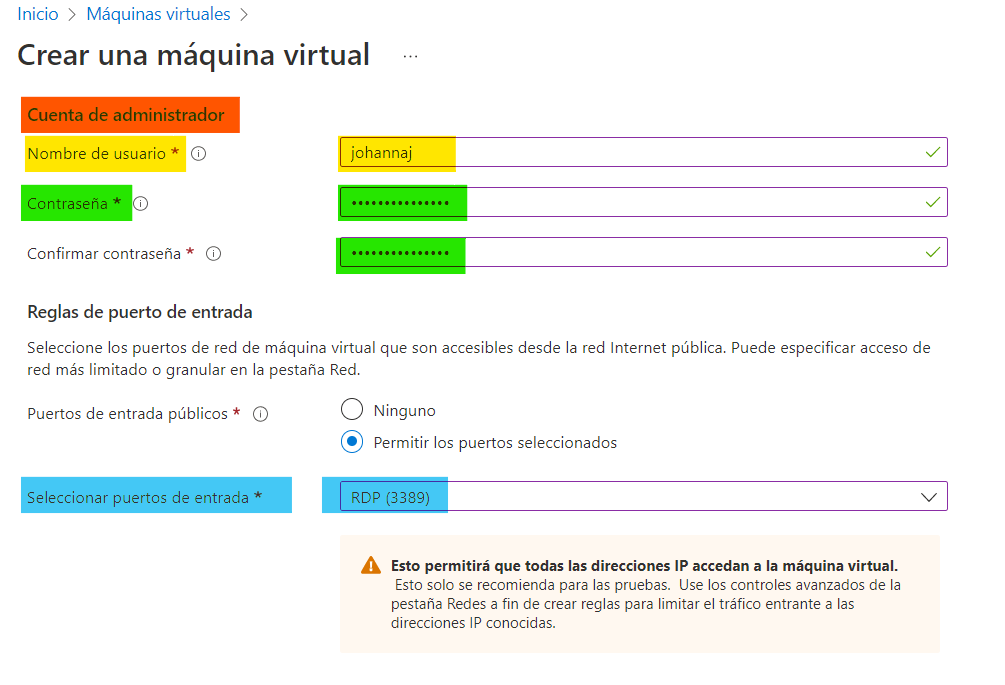 Inicio > Máquinas virtuales >
Crear una máquina virtual ...
Cuenta de administrador
Nombre de usuario * johannaj
Contraseña * •••••••••••••••
Confirmar contraseña * •••••••••••••••
Reglas de puerto de entrada
Seleccione los puertos de red de máquina virtual que son accesibles desde la red Internet pública. Puede especificar acceso de
red más limitado o granular en la pestaña Red.
Puertos de entrada públicos * Ninguno
Permitir los puertos seleccionados
Seleccionar puertos de entrada * RDP (3389)
Esto permitirá que todas las direcciones IP accedan a la máquina virtual.
Esto solo se recomienda para las pruebas. Use los controles avanzados de la
pestaña Redes a fin de crear reglas para limitar el tráfico entrante a las
direcciones IP conocidas.